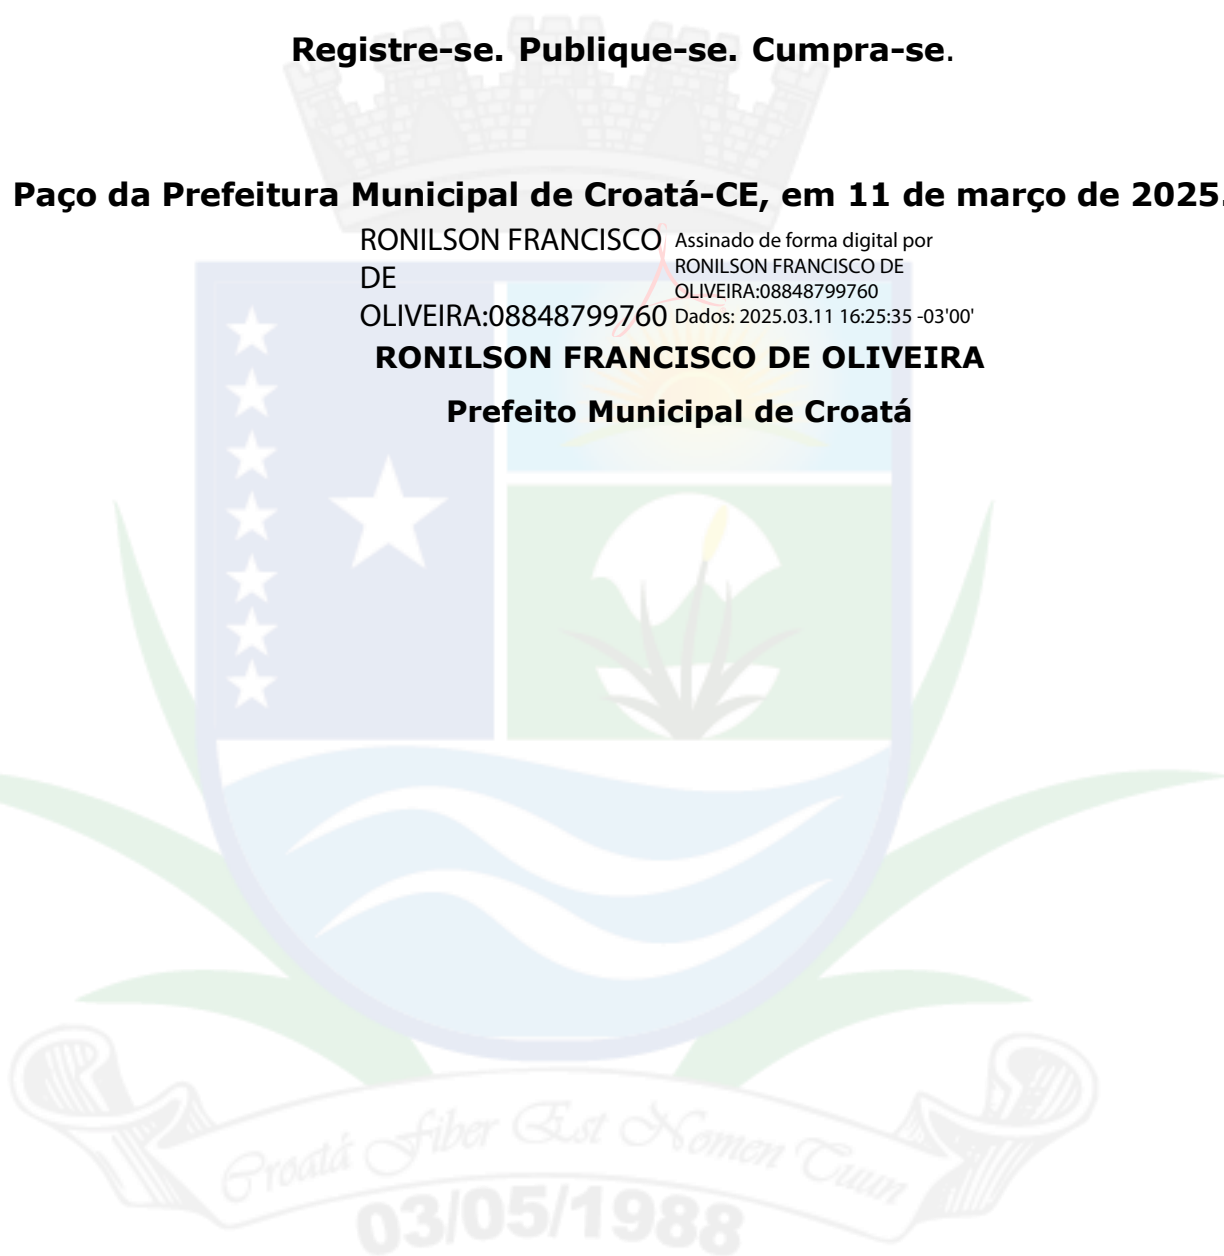 Registre-se. Publique-se. Cumpra-se.
Paço da Prefeitura Municipal de Croatá-CE, em 11 de março de 2025.
RONILSON FRANCISCO
DE
OLIVEIRA:08848799760
Assinado de forma digital por
RONILSON FRANCISCO DE
OLIVEIRA:08848799760
Dados: 2025.03.11 16:25:35 -03'00'
RONILSON FRANCISCO DE OLIVEIRA
Prefeito Municipal de Croatá
Croatá Fiber Est Nomen Tuum
03/05/1988